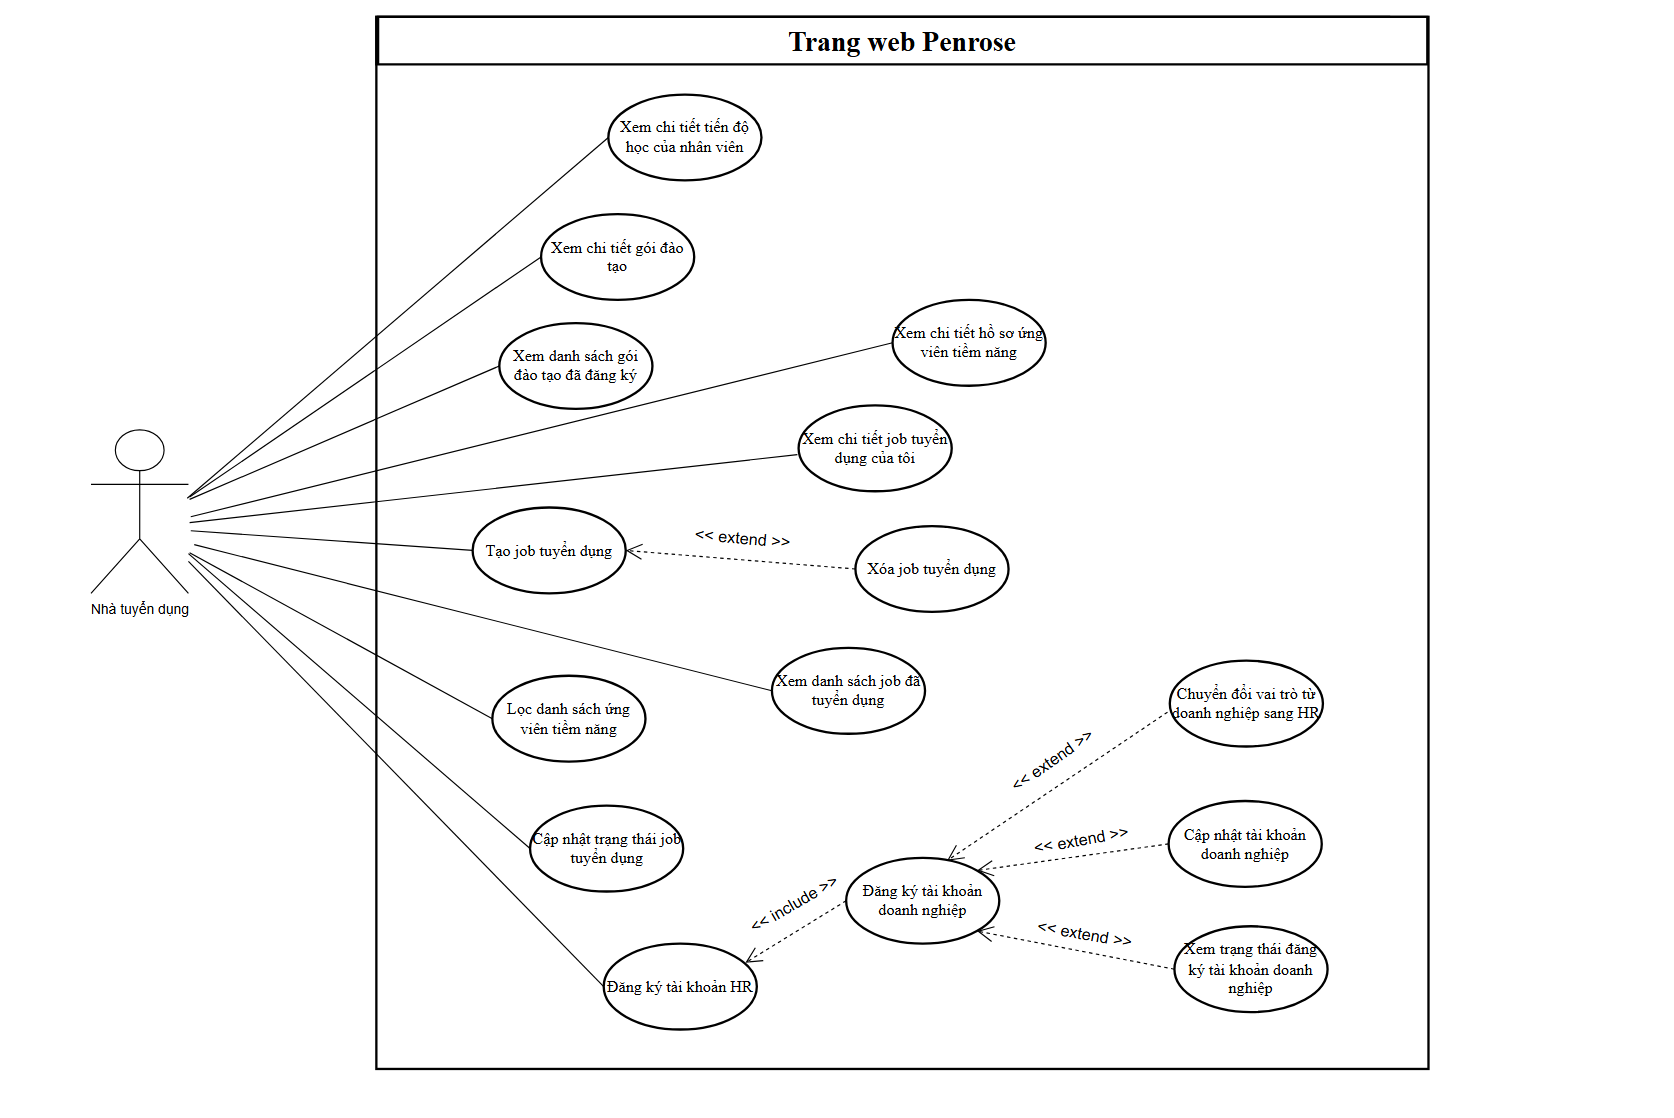 Trang web Penrose
Xem chi tiết tiến độ
học của nhân viên
Xem chi tiết gói đào
tạo
Xem chi tiết hồ sơ ứng
viên tiềm năng
Xem danh sách gói
đào tạo đã đăng ký
Xem chi tiết job tuyển
dụng của tôi
Tạo job tuyển dụng
<< extend >>
Xóa job tuyển dụng
Nhà tuyển dụng
Xem danh sách job đã
tuyển dụng
Lọc danh sách ứng
viên tiềm năng
Chuyển đổi vai trò từ
doanh nghiệp sang HR
<< extend >>
Cập nhật trạng thái job
tuyển dụng
<< extend >>
Cập nhật tài khoản
doanh nghiệp
<< include >>
Đăng ký tài khoản
doanh nghiệp
<< extend >>
Xem trạng thái đăng
ký tài khoản doanh
nghiệp
Đăng ký tài khoản HR